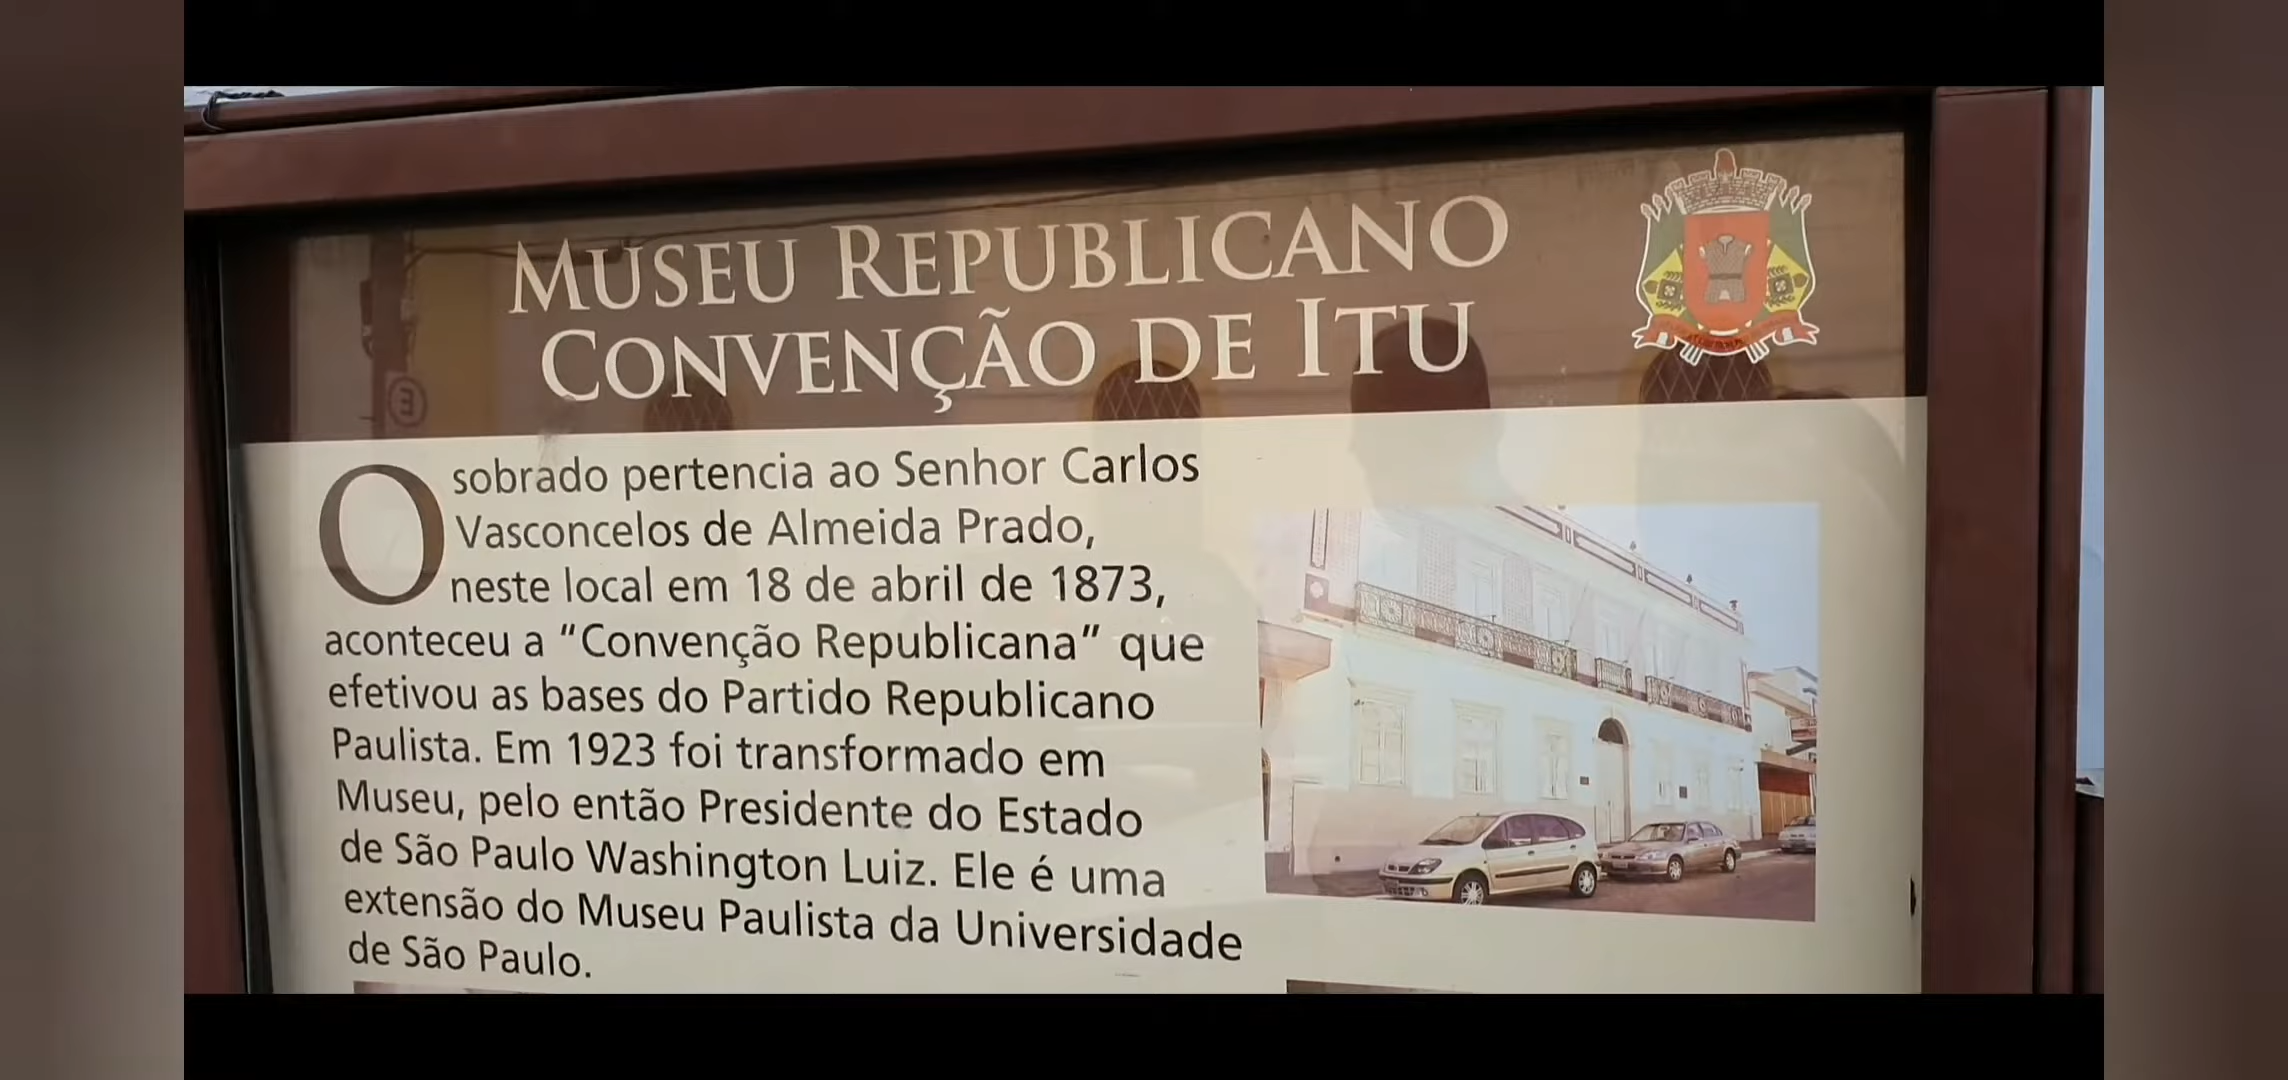 MUSEU REPUBLICANO
CONVENÇÃO DE ITU
O sobrado pertencia ao Senhor Carlos
Vasconcelos de Almeida Prado,
neste local em 18 de abril de 1873,
aconteceu a “Convenção Republicana” que
efetivou as bases do Partido Republicano
Paulista. Em 1923 foi transformado em
Museu, pelo então Presidente do Estado
de São Paulo Washington Luiz. Ele é uma
extensão do Museu Paulista da Universidade
de São Paulo.